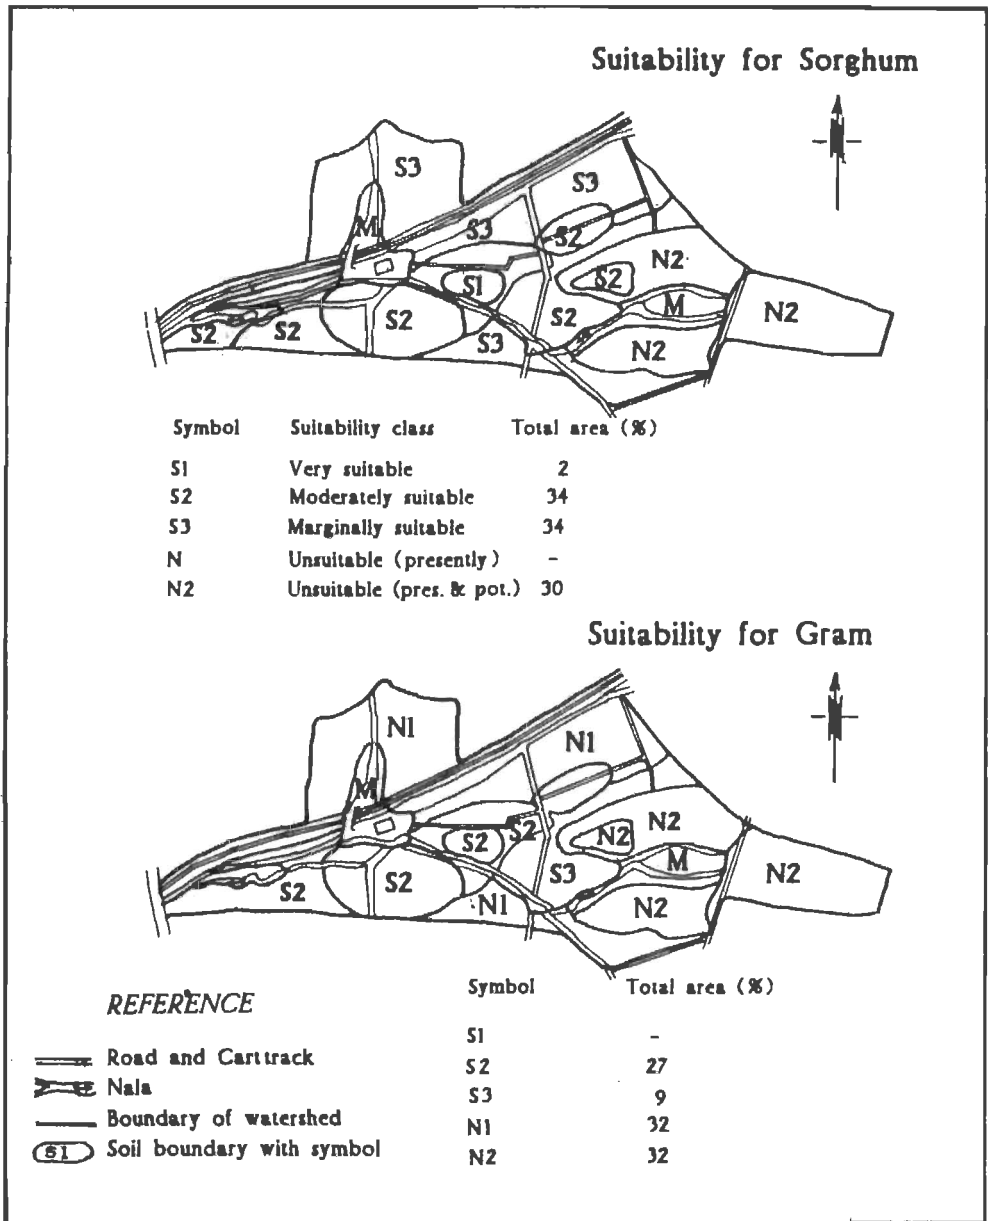 Suitability for Sorghum
S3
S3
M
S3
S2
N2
S2
S1
M
N2
S2
S2
S2
S2
S3
N2
Symbol Suitability class Total area (%)
S1 Very suitable 2
S2 Moderately suitable 34
S3 Marginally suitable 34
N Unsuitable (presently) -
N2 Unsuitable (pres. & pot.) 30
Suitability for Gram
N1
N1
M
S2
N2
N2
S2
M
S3
N2
S2
S2
N1
N2
REFERENCE
Road and Carttrack
Nala
Boundary of watershed
S1 Soil boundary with symbol
Symbol Total area (%)
S1 -
S2 27
S3 9
N1 32
N2 32